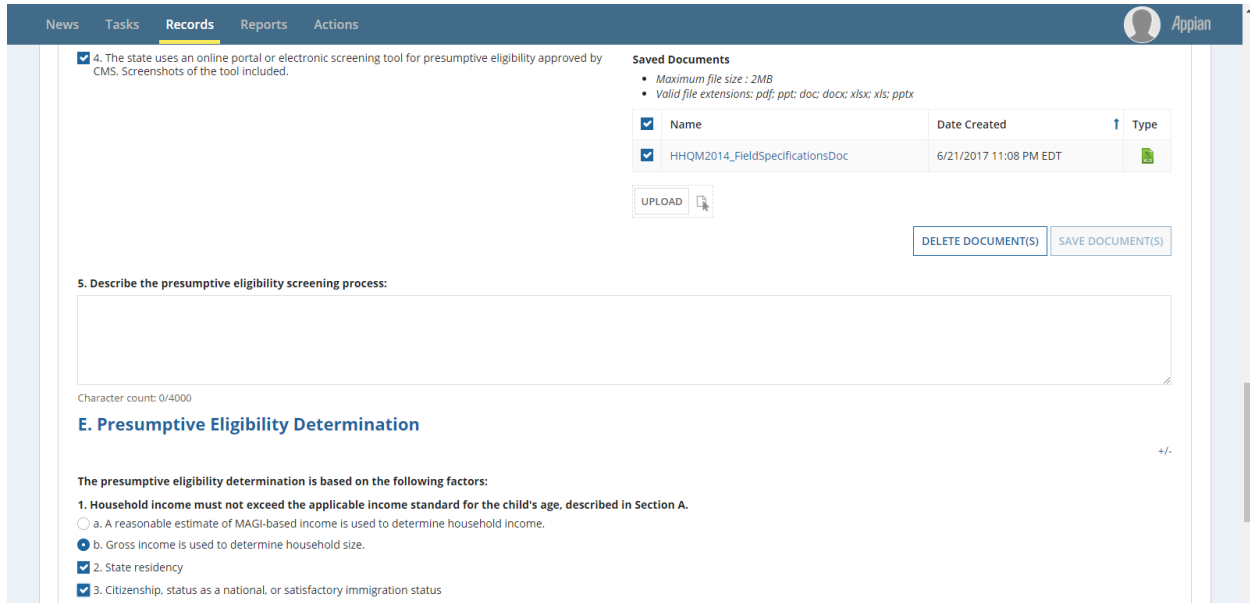 News Tasks Records Reports Actions Appian
4. The state uses an online portal or electronic screening tool for presumptive eligibility approved by
CMS. Screenshots of the tool included.
Saved Documents
• Maximum file size : 2MB
• Valid file extensions: pdf; ppt; doc; docx; xlsx; xls; pptx
Name Date Created ↑ Type
HHQM2014_FieldSpecificationsDoc 6/21/2017 11:08 PM EDT
UPLOAD
DELETE DOCUMENT(S) SAVE DOCUMENT(S)
5. Describe the presumptive eligibility screening process:
Character count: 0/4000
E. Presumptive Eligibility Determination
+/-
The presumptive eligibility determination is based on the following factors:
1. Household income must not exceed the applicable income standard for the child's age, described in Section A.
a. A reasonable estimate of MAGI-based income is used to determine household income.
b. Gross income is used to determine household size.
2. State residency
3. Citizenship, status as a national, or satisfactory immigration status